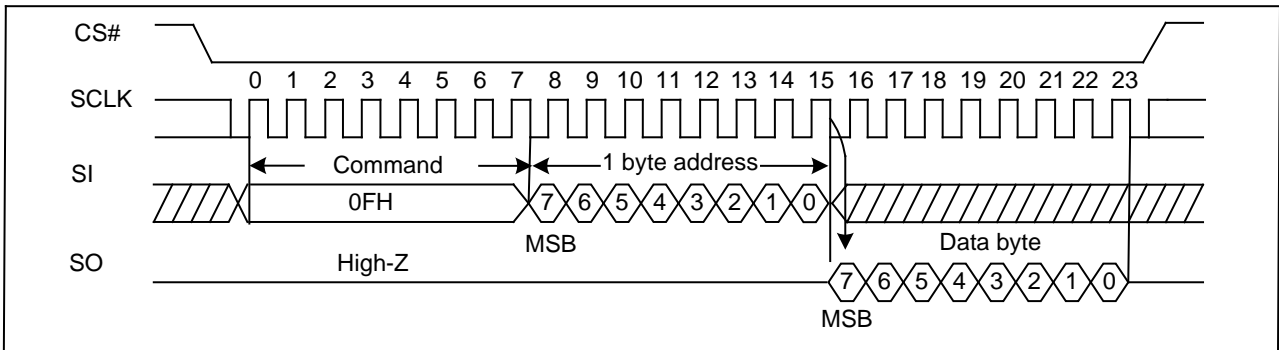 CS#
0 1 2 3 4 5 6 7 8 9 10 11 12 13 14 15 16 17 18 19 20 21 22 23
SCLK
Command 1 byte address
SI
0FH 7 6 5 4 3 2 1 0
MSB Data byte
SO High-Z
7 6 5 4 3 2 1 0
MSB